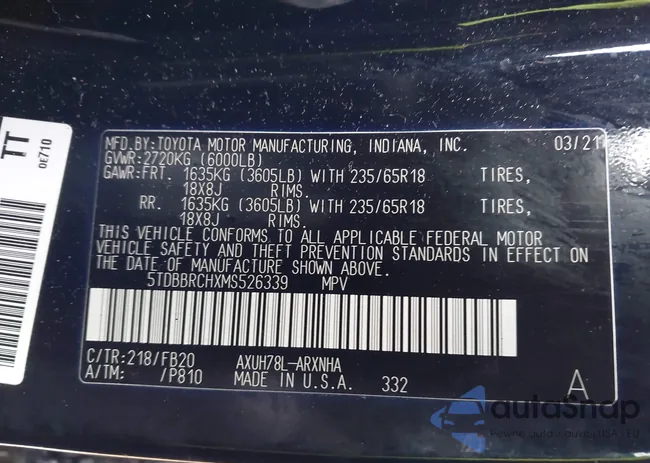 TT
0E710
MFD.BY:TOYOTA MOTOR MANUFACTURING, INDIANA, INC. 03/21
GVWR:2720KG (6000LB)
GAWR:FRT. 1635KG (3605LB) WITH 235/65R18 TIRES,
18X8J RIMS.
RR. 1635KG (3605LB) WITH 235/65R18 TIRES,
18X8J RIMS.
THIS VEHICLE CONFORMS TO ALL APPLICABLE FEDERAL MOTOR
VEHICLE SAFETY AND THEFT PREVENTION STANDARDS IN EFFECT ON
THE DATE OF MANUFACTURE SHOWN ABOVE.
5TDBBRCHXMS526339 MPV
C/TR:218/FB20 AXUH78L-ARXNHA
A/TM: /P810 MADE IN U.S.A. 332 A
autoShop